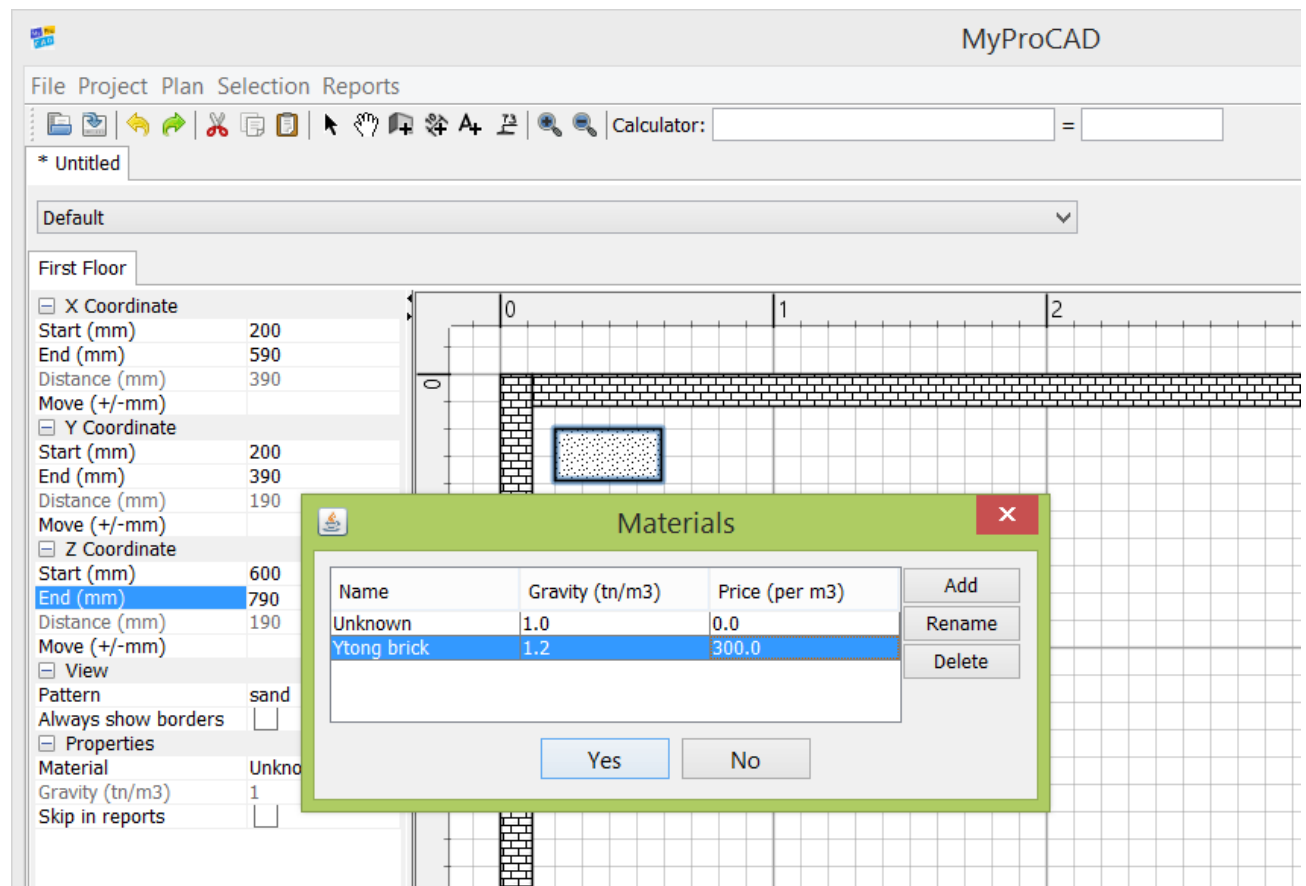 MyProCAD
File Project Plan Selection Reports
Calculator: =
* Untitled
Default
First Floor
X Coordinate
Start (mm) 200
End (mm) 590
Distance (mm) 390
Move (+/-mm)
Y Coordinate
Start (mm) 200
End (mm) 390
Distance (mm) 190
Move (+/-mm)
Z Coordinate
Start (mm) 600
End (mm) 790
Distance (mm) 190
Move (+/-mm)
View
Pattern sand
Always show borders
Properties
Material Unkno
Gravity (tn/m3) 1
Skip in reports
0 1 2
0
Materials
Name Gravity (tn/m3) Price (per m3)
Unknown 1.0 0.0
Ytong brick 1.2 300.0
Add
Rename
Delete
Yes No